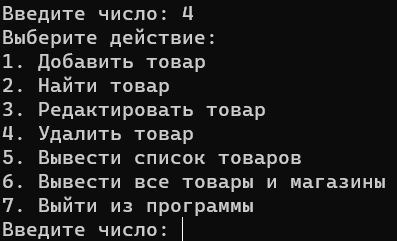 Введите число: 4
Выберите действие:
1. Добавить товар
2. Найти товар
3. Редактировать товар
4. Удалить товар
5. Вывести список товаров
6. Вывести все товары и магазины
7. Выйти из программы
Введите число: